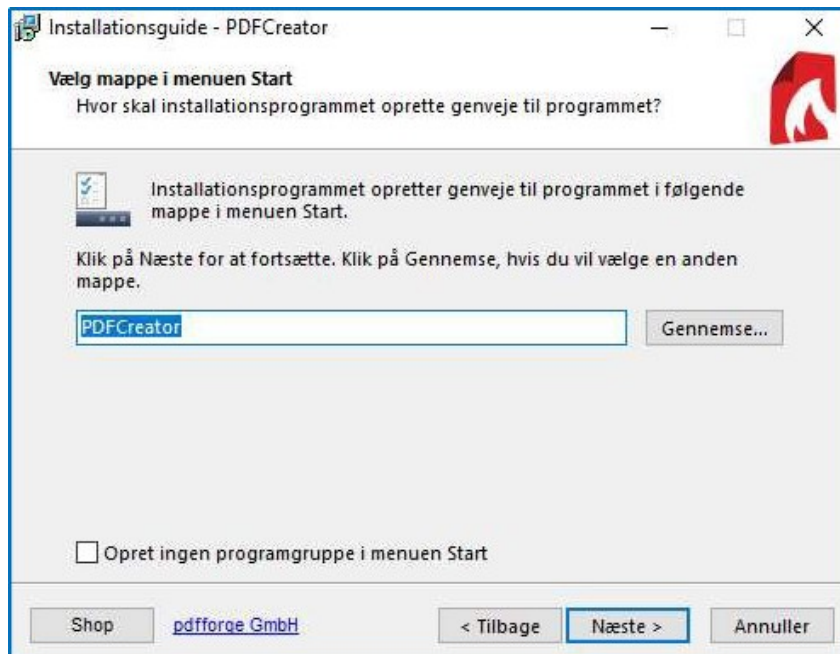 Installationsguide - PDFCreator
Vælg mappe i menuen Start
Hvor skal installationsprogrammet oprette genveje til programmet?
Installationsprogrammet opretter genveje til programmet i følgende
mappe i menuen Start.
Klik på Næste for at fortsætte. Klik på Gennemse, hvis du vil vælge en anden
mappe.
PDFCreator
Gennemse...
Opret ingen programgruppe i menuen Start
Shop
pdfforge GmbH
< Tilbage
Næste >
Annuller